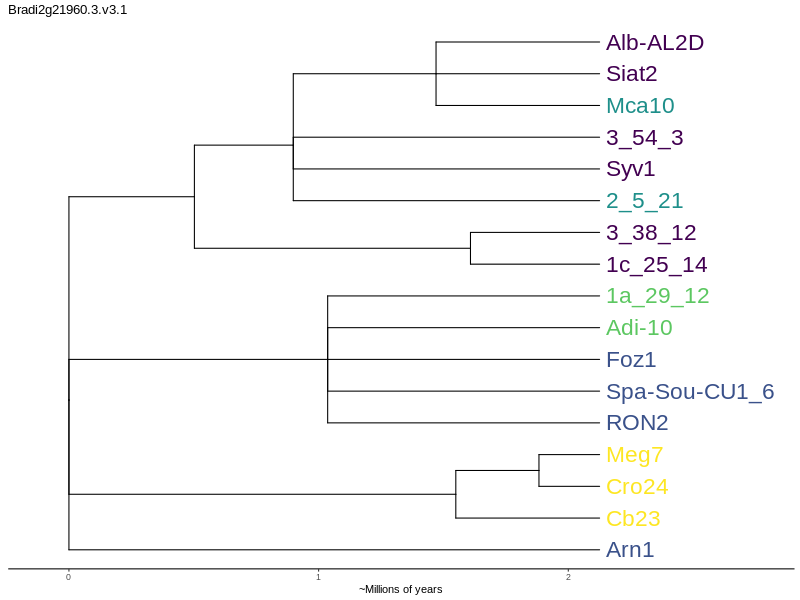 Bradi2g21960.3.v3.1
Alb-AL2D
Siat2
Mca10
3_54_3
Syv1
2_5_21
3_38_12
1c_25_14
1a_29_12
Adi-10
Foz1
Spa-Sou-CU1_6
RON2
Meg7
Cro24
Cb23
Arn1
0 1 2
~Millions of years